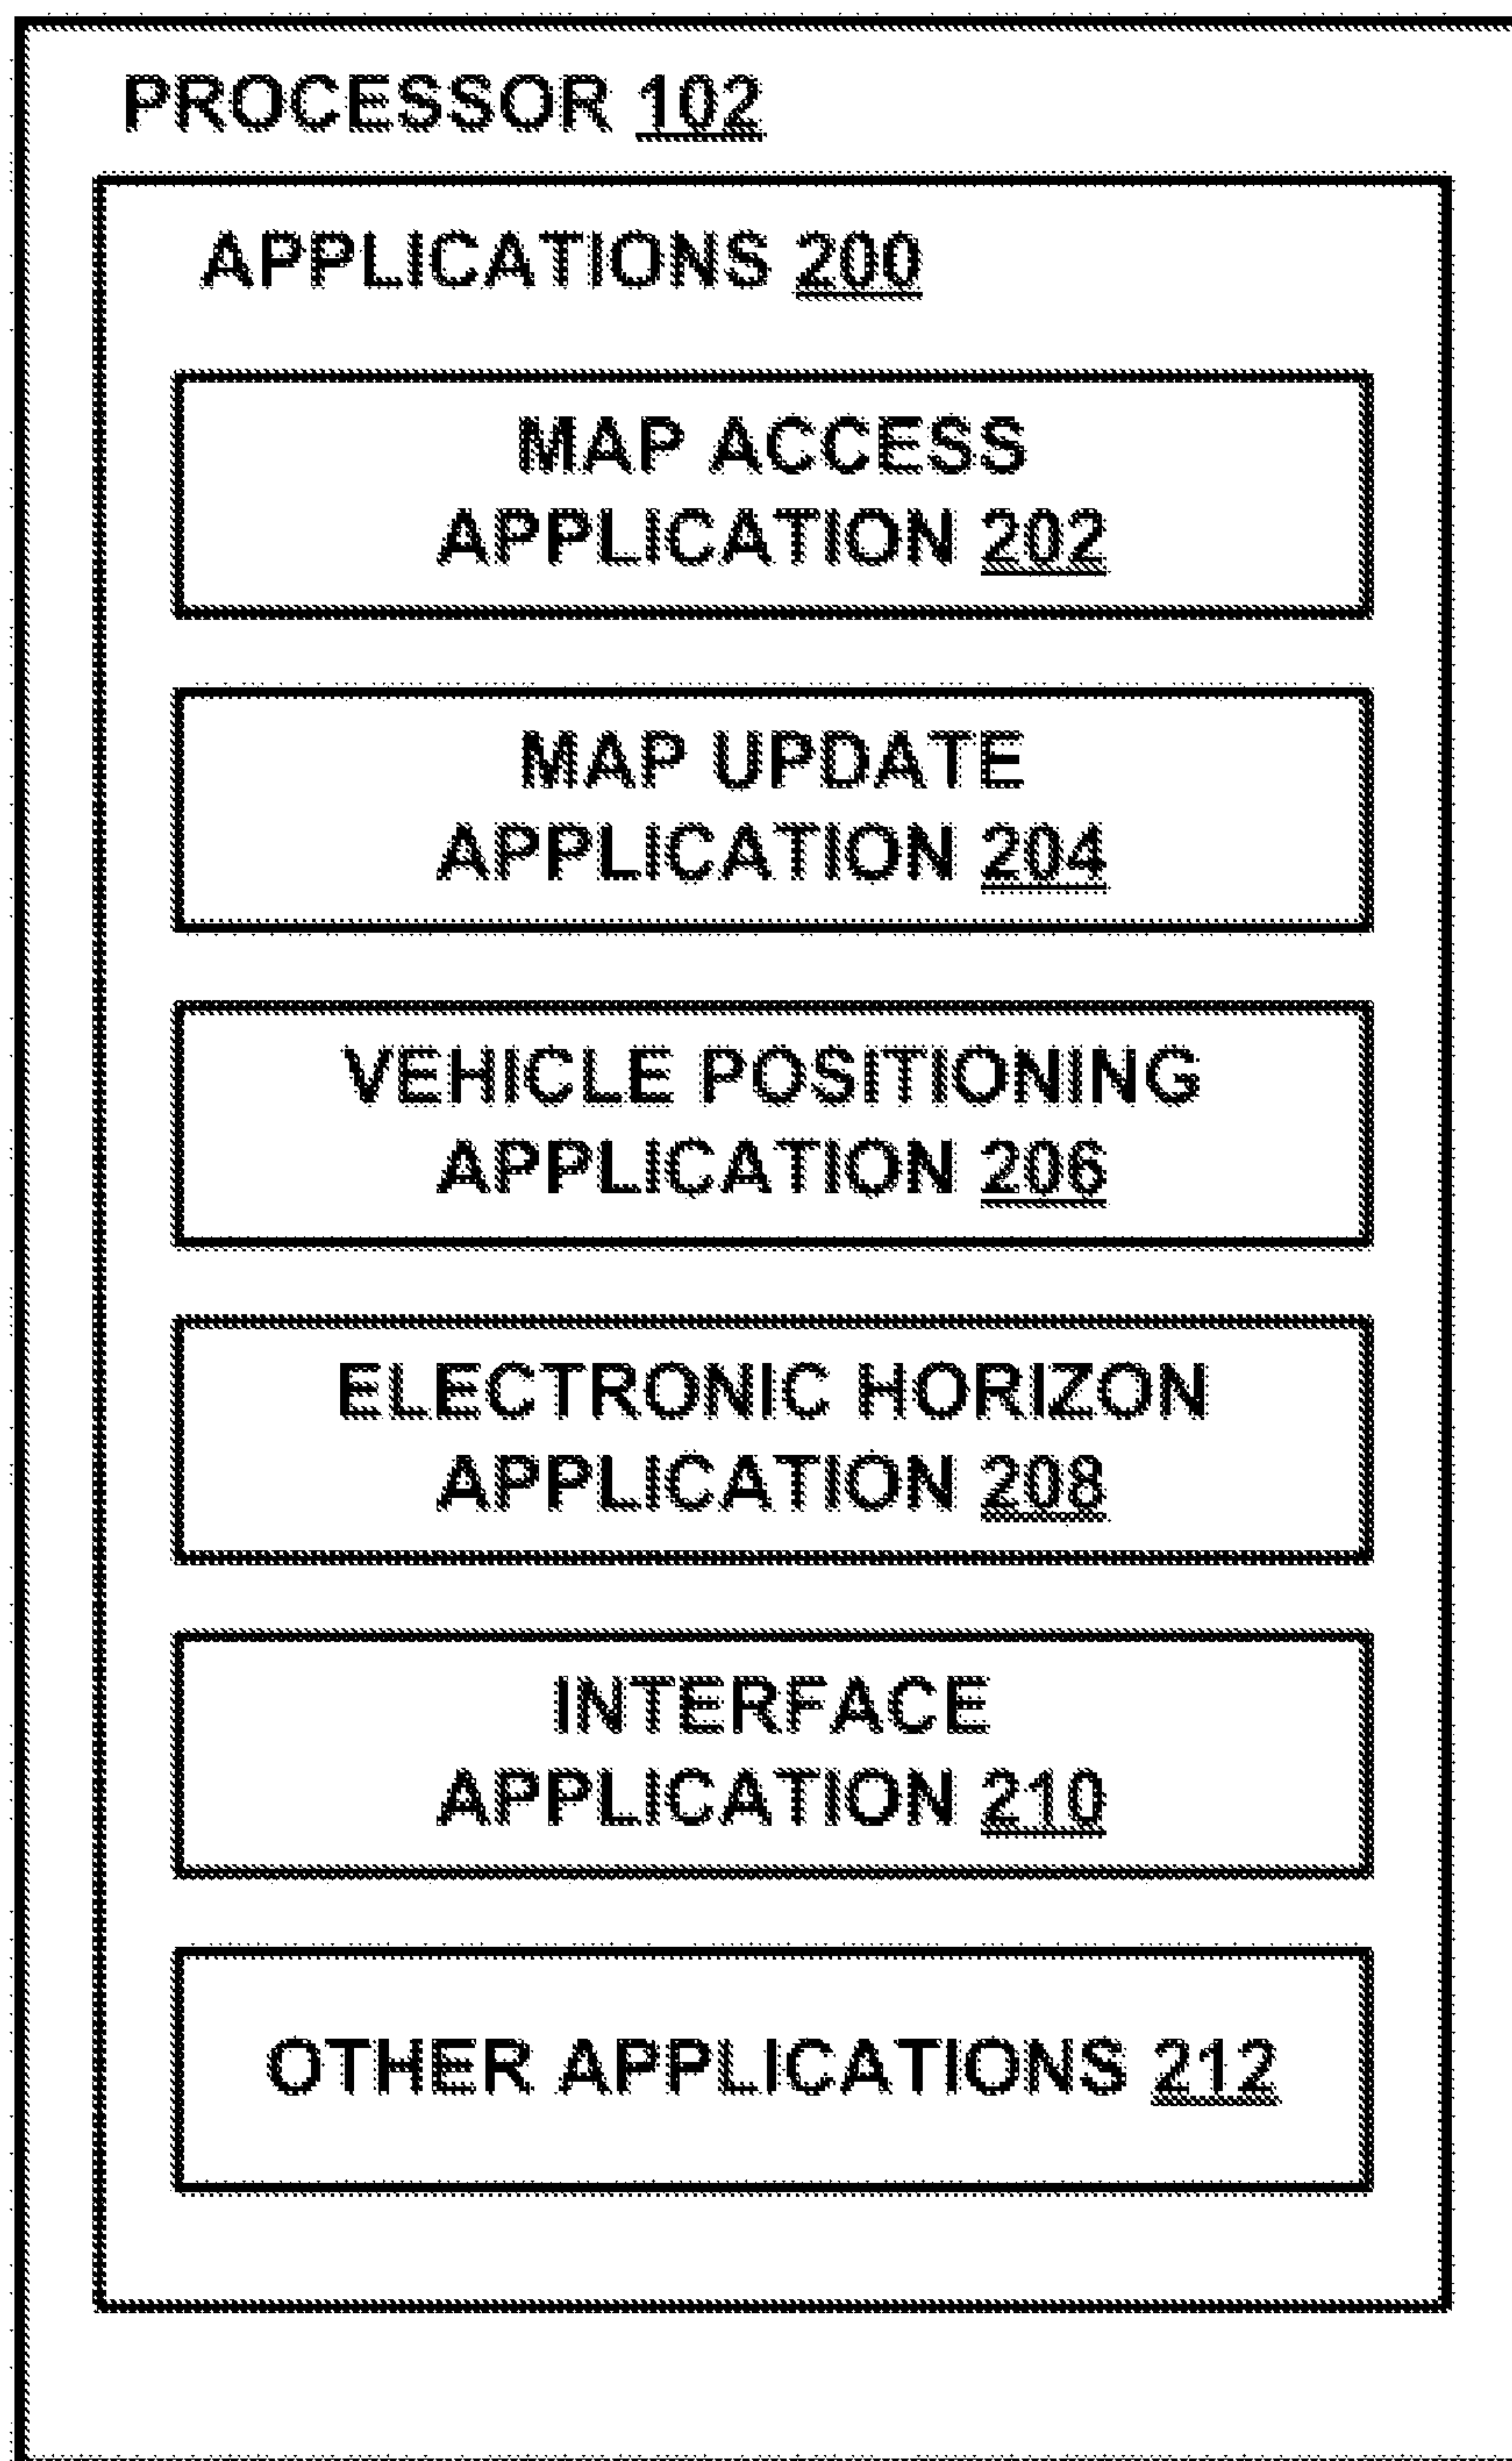 PROCESSOR 102
APPLICATIONS 200
MAP ACCESS
APPLICATION 202
MAP UPDATE
APPLICATION 204
VEHICLE POSITIONING
APPLICATION 206
ELECTRONIC HORIZON
APPLICATION 208
INTERFACE
APPLICATION 210
OTHER APPLICATIONS 212